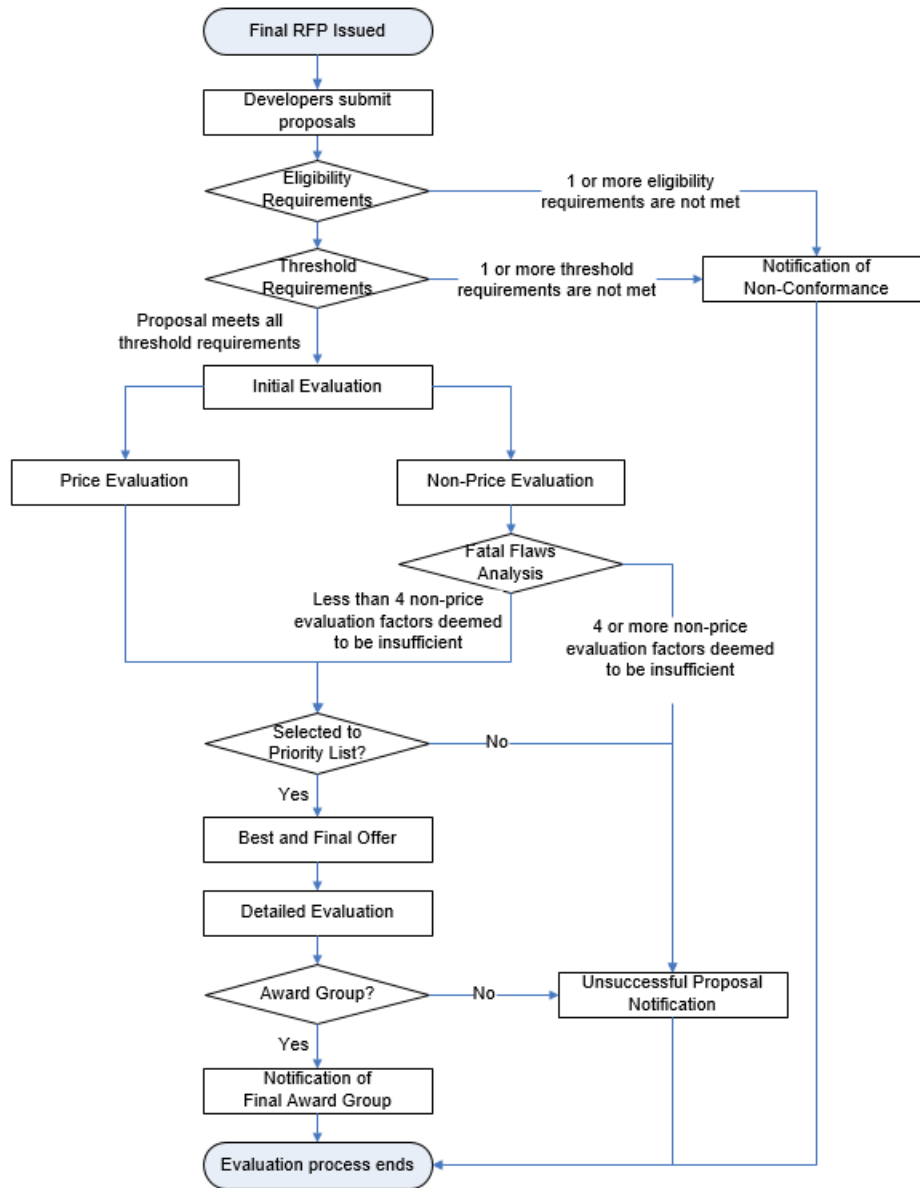 Final RFP Issued
Developers submit
proposals
Eligibility
Requirements
1 or more eligibility
requirements are not met
Threshold
Requirements
1 or more threshold
requirements are not met
Notification of
Non-Conformance
Proposal meets all
threshold requirements
Initial Evaluation
Price Evaluation
Non-Price Evaluation
Fatal Flaws
Analysis
Less than 4 non-price
evaluation factors deemed
to be insufficient
4 or more non-price
evaluation factors deemed
to be insufficient
Selected to
Priority List?
No
Yes
Best and Final Offer
Detailed Evaluation
Award Group?
No
Unsuccessful Proposal
Notification
Yes
Notification of
Final Award Group
Evaluation process ends